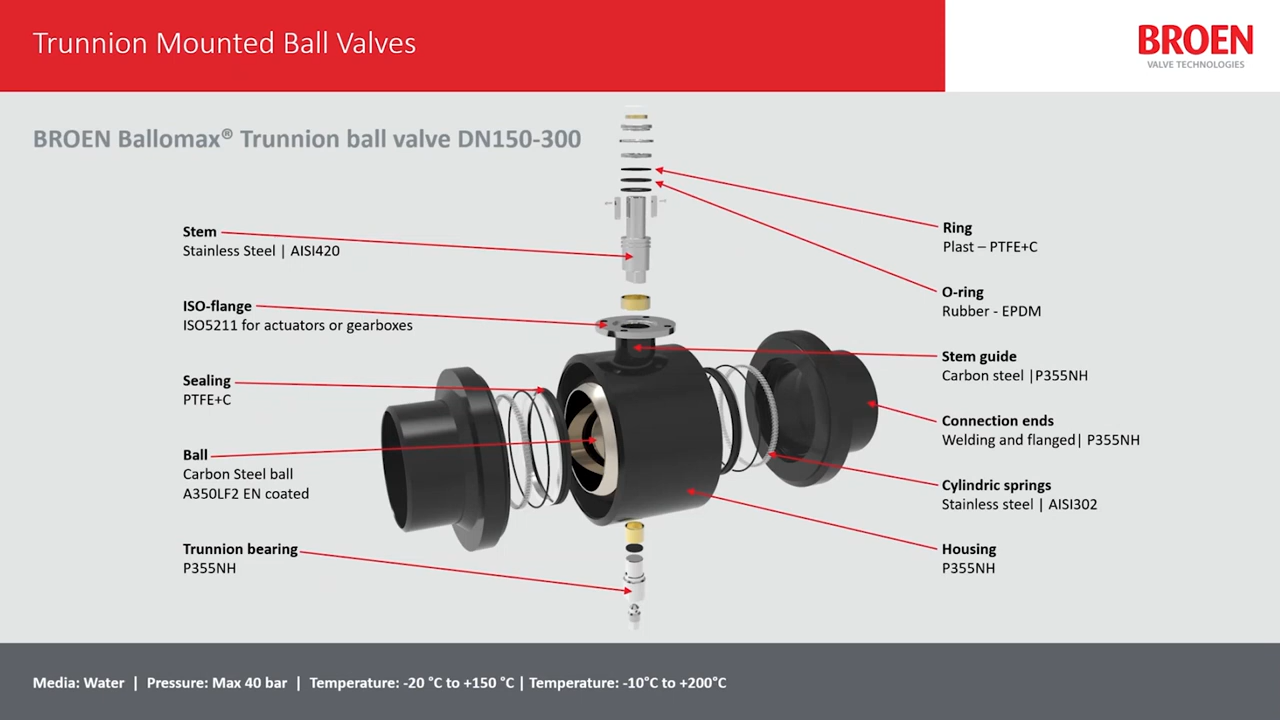 Trunnion Mounted Ball Valves
BROEN
VALVE TECHNOLOGIES
BROEN Ballomax® Trunnion ball valve DN150-300
Stem
Stainless Steel | AISI420
ISO-flange
ISO5211 for actuators or gearboxes
Sealing
PTFE+C
Ball
Carbon Steel ball
A350LF2 EN coated
Trunnion bearing
P355NH
Ring
Plast – PTFE+C
O-ring
Rubber - EPDM
Stem guide
Carbon steel |P355NH
Connection ends
Welding and flanged| P355NH
Cylindric springs
Stainless steel | AISI302
Housing
P355NH
Media: Water | Pressure: Max 40 bar | Temperature: -20 °C to +150 °C | Temperature: -10°C to +200°C